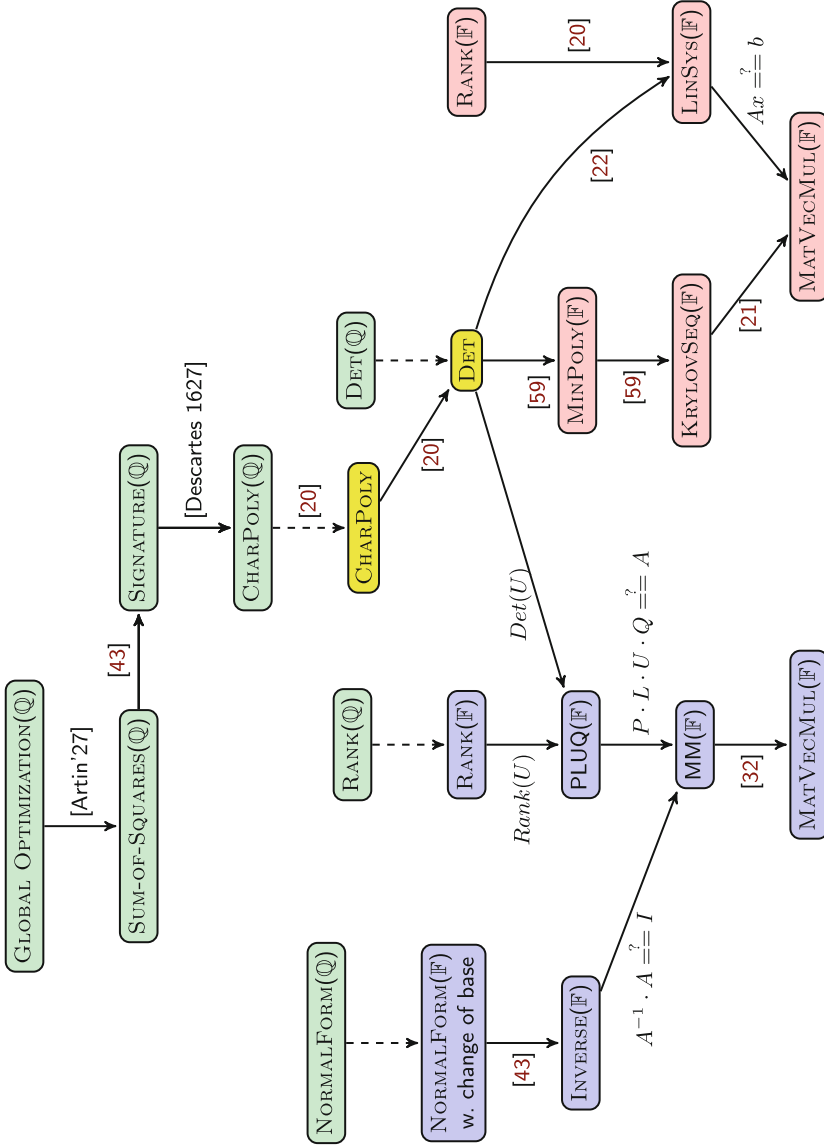 GLOBAL OPTIMIZATION(ℚ)
[Artin'27]
SUM-OF-SQUARES(ℚ)
[43]
SIGNATURE(ℚ)
[Descartes 1627]
CHARPOLY(ℚ)
[20]
CHARPOLY
[20]
DET(ℚ)
DET
NORMALFORM(ℚ)
NORMALFORM(𝔽)
w. change of base
[43]
INVERSE(𝔽)
A⁻¹ · A ≟= I
RANK(ℚ)
RANK(𝔽)
Rank(U)
Det(U)
PLUQ(𝔽)
P · L · U · Q ≟= A
MM(𝔽)
[32]
MATVECMUL(𝔽)
[59]
MINPOLY(𝔽)
[59]
KRYLOVSEQ(𝔽)
[21]
[22]
RANK(𝔽)
[20]
LINSYS(𝔽)
Ax ≟= b
MATVECMUL(𝔽)